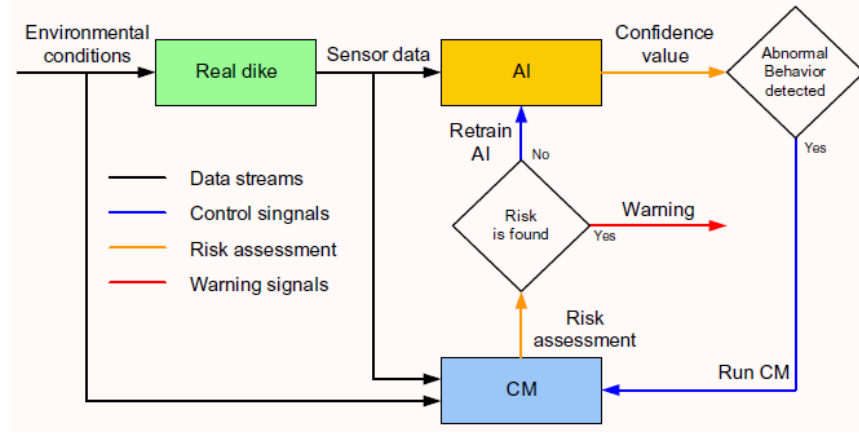 Environmental
conditions
Real dike
Sensor data
AI
Confidence
value
Abnormal
Behavior
detected
Yes
Retrain
AI
No
Data streams
Control singnals
Risk assessment
Warning signals
Risk
is found
Yes
Warning
Risk
assessment
Run CM
CM